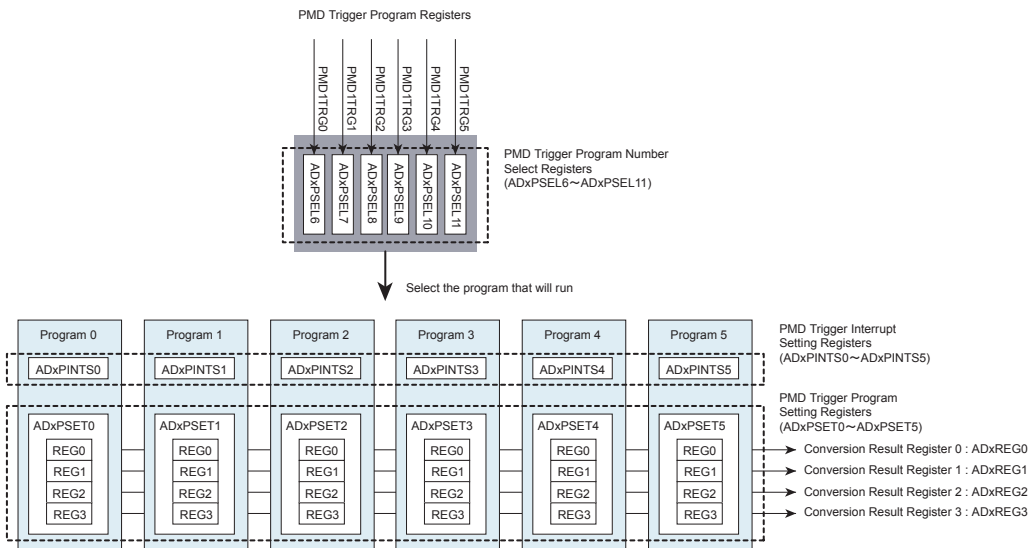 PMD Trigger Program Registers
PMD1TRG0
PMD1TRG1
PMD1TRG2
PMD1TRG3
PMD1TRG4
PMD1TRG5
ADxPSEL6
ADxPSEL7
ADxPSEL8
ADxPSEL9
ADxPSEL10
ADxPSEL11
PMD Trigger Program Number
Select Registers
(ADxPSEL6～ADxPSEL11)
Select the program that will run
Program 0
Program 1
Program 2
Program 3
Program 4
Program 5
PMD Trigger Interrupt
Setting Registers
(ADxPINTS0～ADxPINTS5)
ADxPINTS0
ADxPINTS1
ADxPINTS2
ADxPINTS3
ADxPINTS4
ADxPINTS5
PMD Trigger Program
Setting Registers
(ADxPSET0～ADxPSET5)
ADxPSET0
ADxPSET1
ADxPSET2
ADxPSET3
ADxPSET4
ADxPSET5
REG0
REG0
REG0
REG0
REG0
REG0
Conversion Result Register 0 : ADxREG0
REG1
REG1
REG1
REG1
REG1
REG1
Conversion Result Register 1 : ADxREG1
REG2
REG2
REG2
REG2
REG2
REG2
Conversion Result Register 2 : ADxREG2
REG3
REG3
REG3
REG3
REG3
REG3
Conversion Result Register 3 : ADxREG3